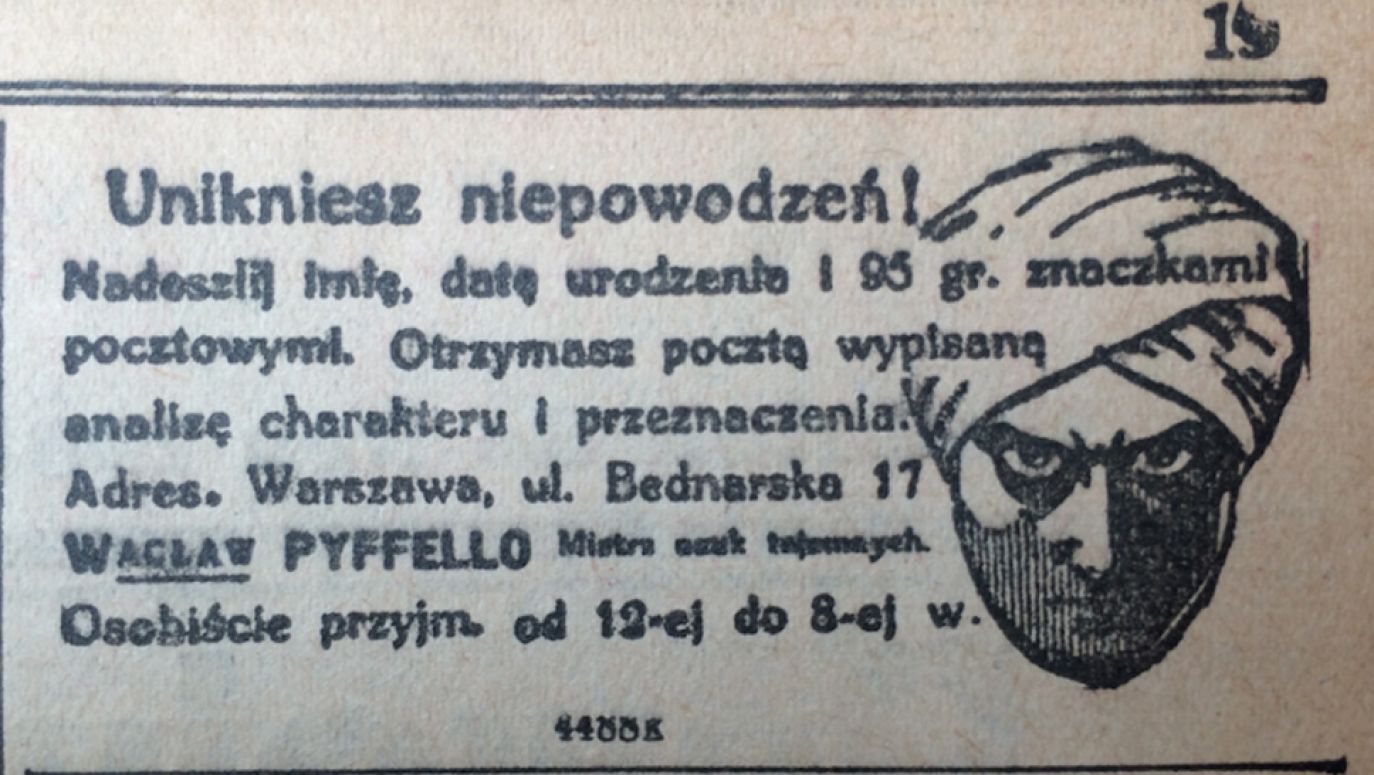 19
Unikniesz niepowodzeń!
Nadeszlij imię, datę urodzenia i 95 gr. znaczkami
pocztowymi. Otrzymasz pocztą wypisaną
analizę charakteru i przeznaczenia.
Adres. Warszawa, ul. Bednarska 17
WACŁAW PYFFELLO Mistrz nauk tajemnych.
Osobiście przyjm. od 12-ej do 8-ej w.